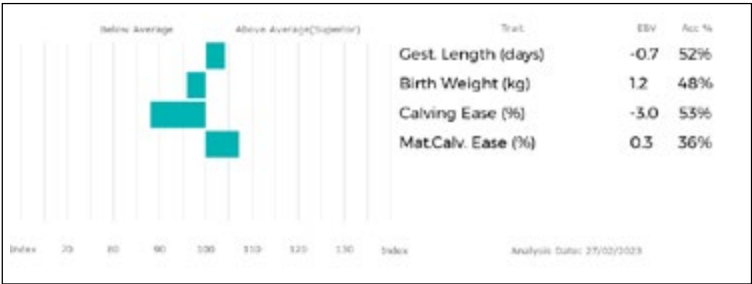 Below Average Above Average(Superior) Trait EBV Acc %
Gest. Length (days) -0.7 52%
Birth Weight (kg) 1.2 48%
Calving Ease (%) -3.0 53%
Mat.Calv. Ease (%) 0.3 36%
Index 70 80 90 100 110 120 130 Index Analysis Date: 27/02/2023